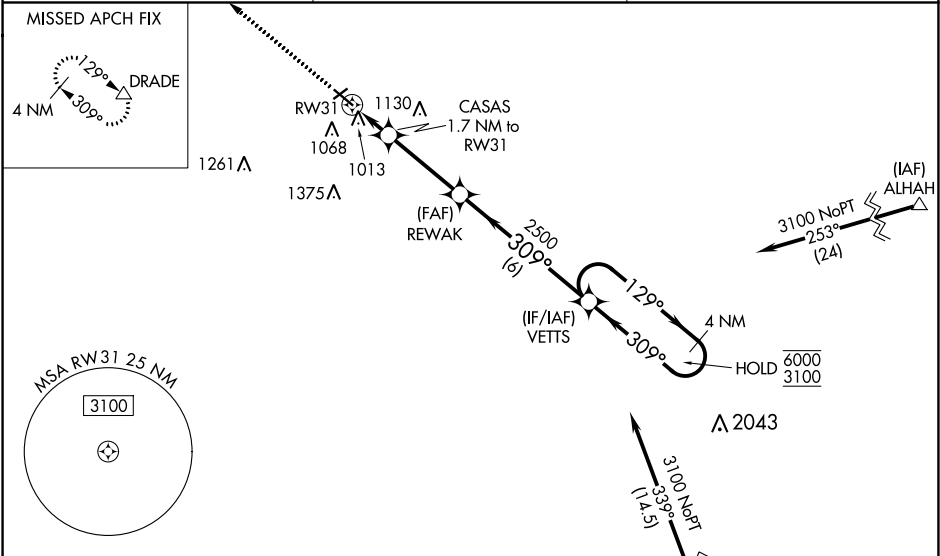 MISSED APCH FIX
129°
DRADE
4 NM
309°
RW31
1130
CASAS
1.7 NM to
RW31
1068
1013
1261
1375
(FAF)
REWAK
2500
309°
(6)
(IAF)
ALHAH
3100 NoPT
253°
(24)
(IF/IAF)
VETTS
129°
4 NM
309°
HOLD
6000
3100
MSA RW31 25 NM
3100
2043
3100 NoPT
339°
(14.5)